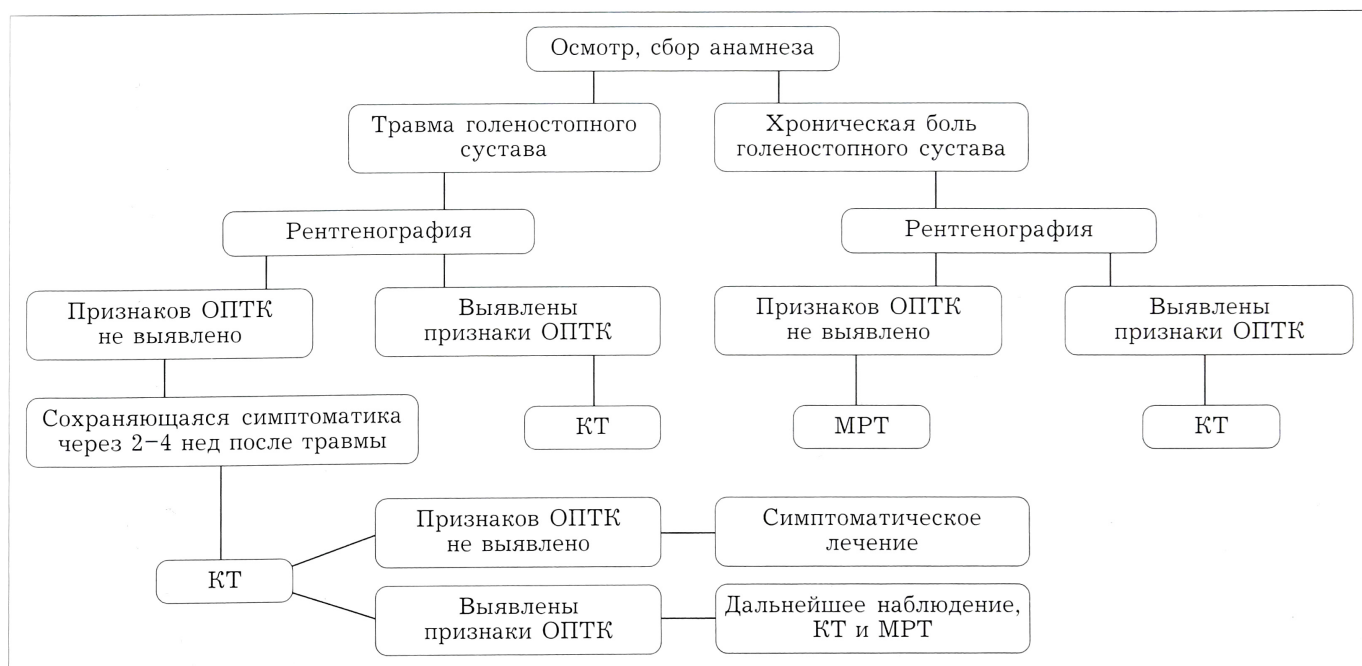 Осмотр, сбор анамнеза
Травма голеностопного
сустава
Хроническая боль
голеностопного сустава
Рентгенография
Рентгенография
Признаков ОПТК
не выявлено
Выявлены
признаки ОПТК
Признаков ОПТК
не выявлено
Выявлены
признаки ОПТК
Сохраняющаяся симптоматика
через 2–4 нед после травмы
КТ
МРТ
КТ
Признаков ОПТК
не выявлено
Симптоматическое
лечение
КТ
Выявлены
признаки ОПТК
Дальнейшее наблюдение,
КТ и МРТ